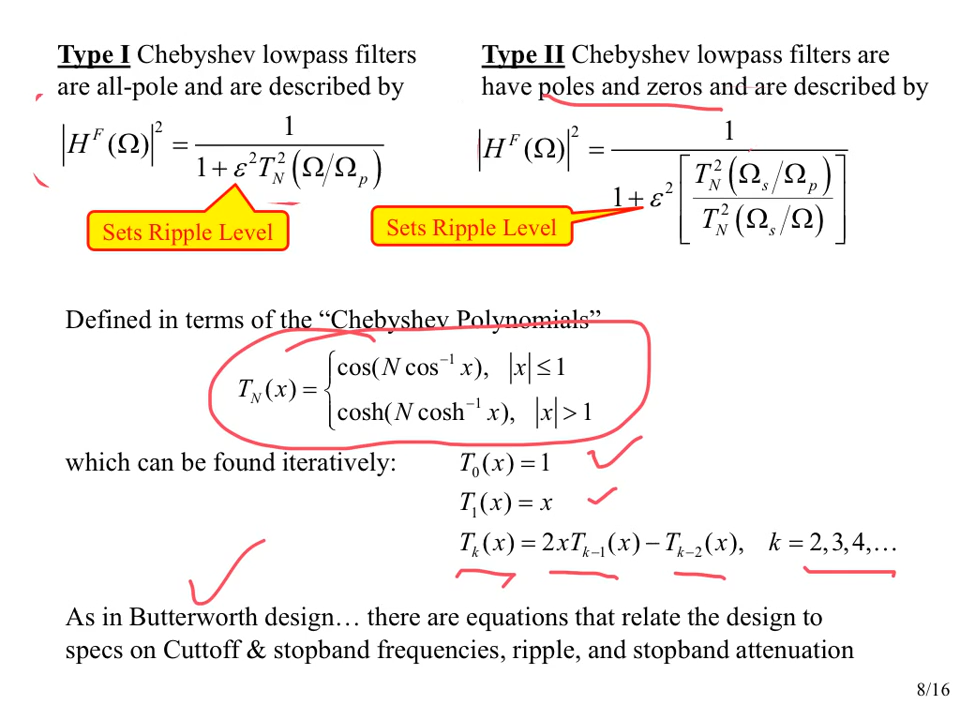 Type I Chebyshev lowpass filters
are all-pole and are described by
|H^F(Ω)|^2 = 1 / (1 + ε^2 T_N^2(Ω/Ω_p))
Sets Ripple Level
Type II Chebyshev lowpass filters are
have poles and zeros and are described by
|H^F(Ω)|^2 = 1 / (1 + ε^2 [T_N^2(Ω_s/Ω_p) / T_N^2(Ω_s/Ω)])
Sets Ripple Level
Defined in terms of the “Chebyshev Polynomials”
T_N(x) = { cos(N cos^−1 x), |x| ≤ 1
cosh(N cosh^−1 x), |x| > 1
which can be found iteratively: T_0(x) = 1
T_1(x) = x
T_k(x) = 2xT_{k−1}(x) − T_{k−2}(x), k = 2,3,4,…
As in Butterworth design… there are equations that relate the design to
specs on Cuttoff & stopband frequencies, ripple, and stopband attenuation
8/16